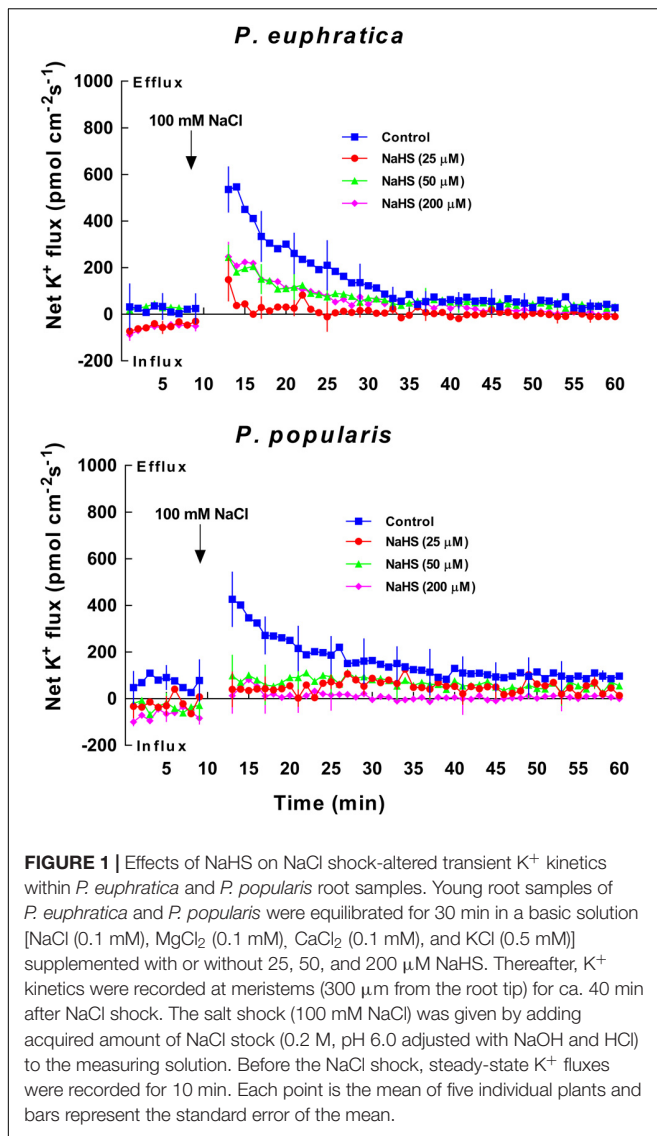 P. euphratica
Net K+ flux (pmol cm-2s-1)
1000
800
600
400
200
0
-200
Efflux
Influx
100 mM NaCl
Control
NaHS (25 μM)
NaHS (50 μM)
NaHS (200 μM)
5 10 15 20 25 30 35 40 45 50 55 60
P. popularis
Net K+ flux (pmol cm-2s-1)
1000
800
600
400
200
0
-200
Efflux
Influx
100 mM NaCl
Control
NaHS (25 μM)
NaHS (50 μM)
NaHS (200 μM)
5 10 15 20 25 30 35 40 45 50 55 60
Time (min)
FIGURE 1 | Effects of NaHS on NaCl shock-altered transient K+ kinetics
within P. euphratica and P. popularis root samples. Young root samples of
P. euphratica and P. popularis were equilibrated for 30 min in a basic solution
[NaCl (0.1 mM), MgCl2 (0.1 mM), CaCl2 (0.1 mM), and KCl (0.5 mM)]
supplemented with or without 25, 50, and 200 μM NaHS. Thereafter, K+
kinetics were recorded at meristems (300 μm from the root tip) for ca. 40 min
after NaCl shock. The salt shock (100 mM NaCl) was given by adding
acquired amount of NaCl stock (0.2 M, pH 6.0 adjusted with NaOH and HCl)
to the measuring solution. Before the NaCl shock, steady-state K+ fluxes
were recorded for 10 min. Each point is the mean of five individual plants and
bars represent the standard error of the mean.